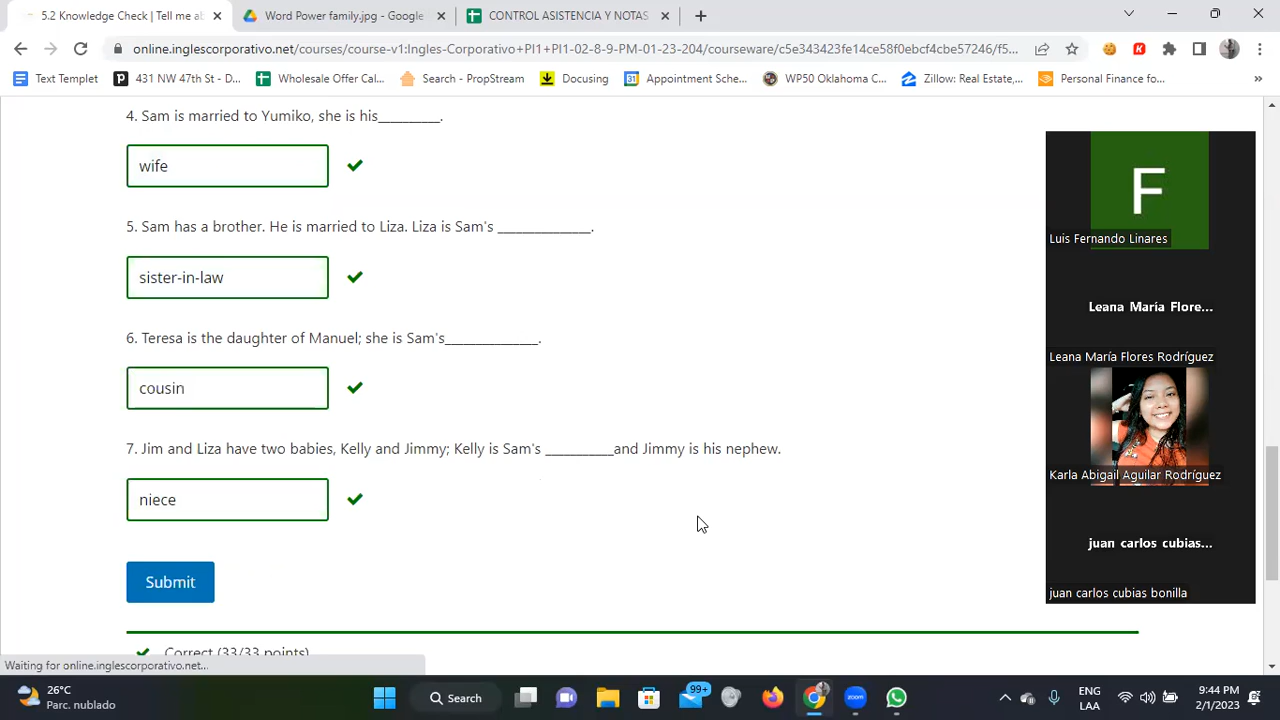 5.2 Knowledge Check | Tell me ab
Word Power family.jpg - Google
CONTROL ASISTENCIA Y NOTAS
online.inglescorporativo.net/courses/course-v1:Ingles-Corporativo+PI1+PI1-02-8-9-PM-01-23-204/courseware/c5e343423fe14ce58f0ebcf4cbe57246/f5...
Text Templet
431 NW 47th St - D...
Wholesale Offer Cal...
Search - PropStream
Docusing
Appointment Sche...
WP50 Oklahoma C...
Zillow: Real Estate,...
Personal Finance fo...
»
4. Sam is married to Yumiko, she is his_________.
wife
5. Sam has a brother. He is married to Liza. Liza is Sam's ______________.
sister-in-law
6. Teresa is the daughter of Manuel; she is Sam's______________.
cousin
7. Jim and Liza have two babies, Kelly and Jimmy; Kelly is Sam's __________and Jimmy is his nephew.
niece
Submit
Correct (33/33 points)
F
Luis Fernando Linares
Leana María Flore...
Leana María Flores Rodríguez
Karla Abigail Aguilar Rodríguez
juan carlos cubias...
juan carlos cubias bonilla
Waiting for online.inglescorporativo.net...
26°C
Parc. nublado
Search
99+
ENG
LAA
9:44 PM
2/1/2023